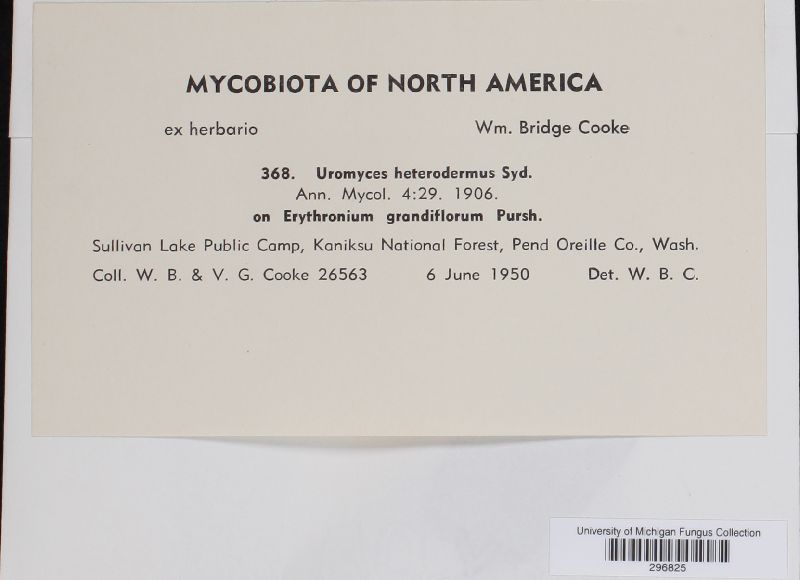 MYCOBIOTA OF NORTH AMERICA
ex herbario Wm. Bridge Cooke
368. Uromyces heterodermus Syd.
Ann. Mycol. 4:29. 1906.
on Erythronium grandiflorum Pursh.
Sullivan Lake Public Camp, Kaniksu National Forest, Pend Oreille Co., Wash.
Coll. W. B. & V. G. Cooke 26563 6 June 1950 Det. W. B. C.
University of Michigan Fungus Collection
296825